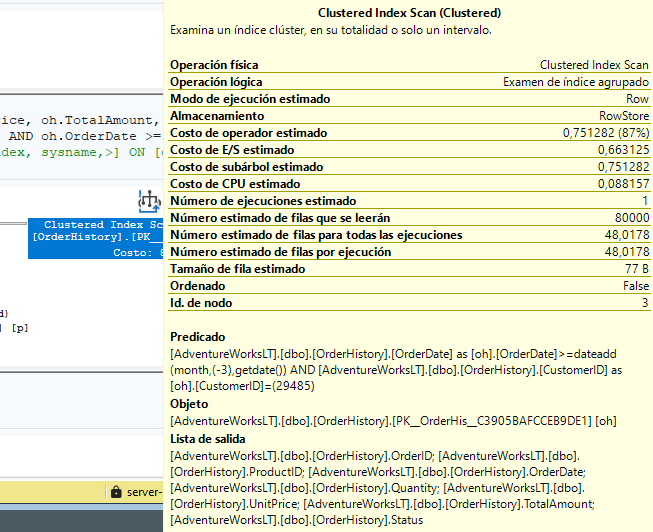 Clustered Index Scan (Clustered)
Examina un índice clúster, en su totalidad o solo un intervalo.
Operación física Clustered Index Scan
Operación lógica Examen de índice agrupado
Modo de ejecución estimado Row
Almacenamiento RowStore
Costo de operador estimado 0,751282 (87%)
Costo de E/S estimado 0,663125
Costo de subárbol estimado 0,751282
Costo de CPU estimado 0,088157
Número de ejecuciones estimado 1
Número estimado de filas que se leerán 80000
Número estimado de filas para todas las ejecuciones 48,0178
Número estimado de filas por ejecución 48,0178
Tamaño de fila estimado 77 B
Ordenado False
Id. de nodo 3
Predicado
[AdventureWorksLT].[dbo].[OrderHistory].[OrderDate] as [oh].[OrderDate]>=dateadd
(month,(-3),getdate()) AND [AdventureWorksLT].[dbo].[OrderHistory].[CustomerID] as
[oh].[CustomerID]=(29485)
Objeto
[AdventureWorksLT].[dbo].[OrderHistory].[PK__OrderHis__C3905BAFCCEB9DE1] [oh]
Lista de salida
[AdventureWorksLT].[dbo].[OrderHistory].OrderID; [AdventureWorksLT].[dbo].
[OrderHistory].ProductID; [AdventureWorksLT].[dbo].[OrderHistory].OrderDate;
[AdventureWorksLT].[dbo].[OrderHistory].Quantity; [AdventureWorksLT].[dbo].
[OrderHistory].UnitPrice; [AdventureWorksLT].[dbo].[OrderHistory].TotalAmount;
[AdventureWorksLT].[dbo].[OrderHistory].Status
ice, oh.TotalAmount,
AND oh.OrderDate >=
ndex, sysname,>] ON [
Clustered Index Sc
[OrderHistory].[PK__
Costo:
d)
] [p]
server-